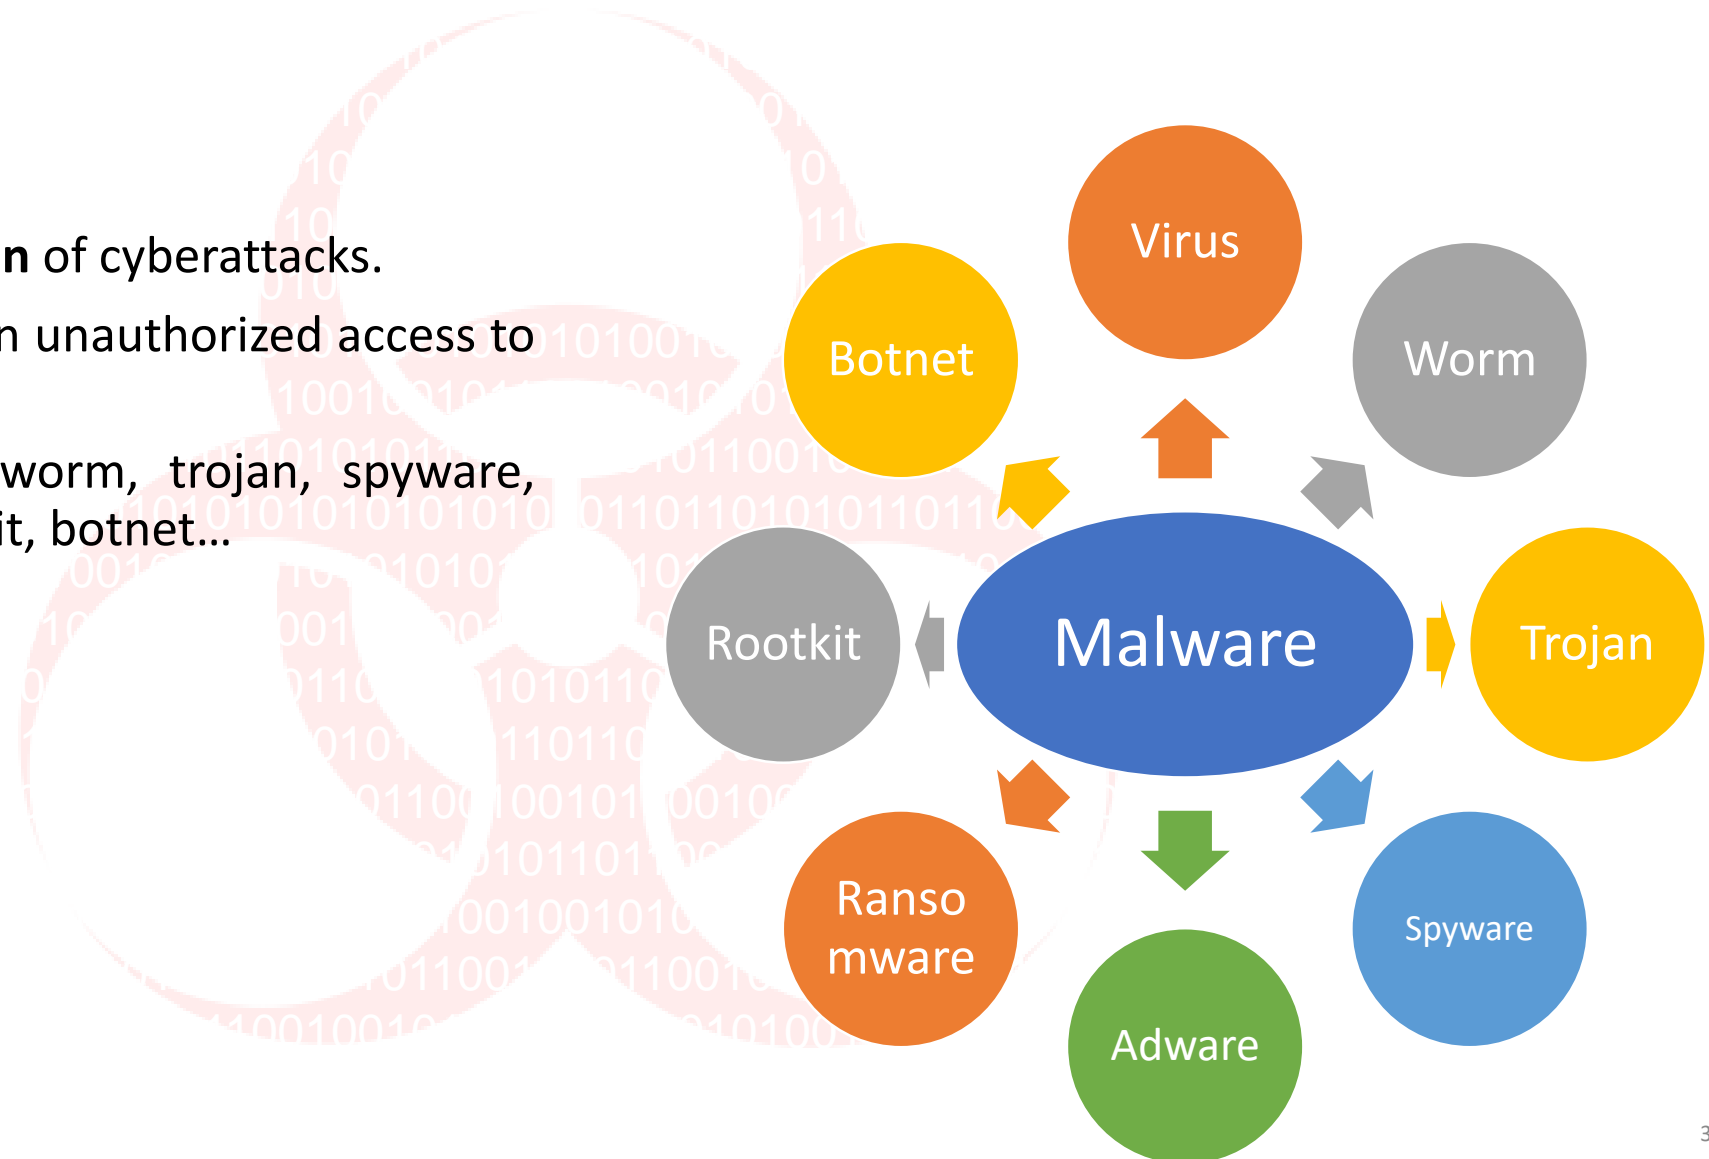 n of cyberattacks.
n unauthorized access to
worm, trojan, spyware,
it, botnet…
Virus
Worm
Trojan
Spyware
Adware
Ranso
mware
Rootkit
Botnet
Malware
3